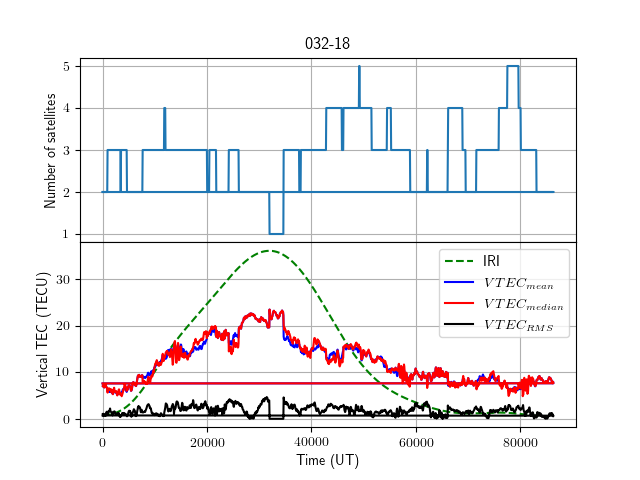 032-18
Number of satellites
5
4
3
2
1
Vertical TEC (TECU)
30
20
10
0
IRI
VTEC_mean
VTEC_median
VTEC_RMS
0 20000 40000 60000 80000
Time (UT)